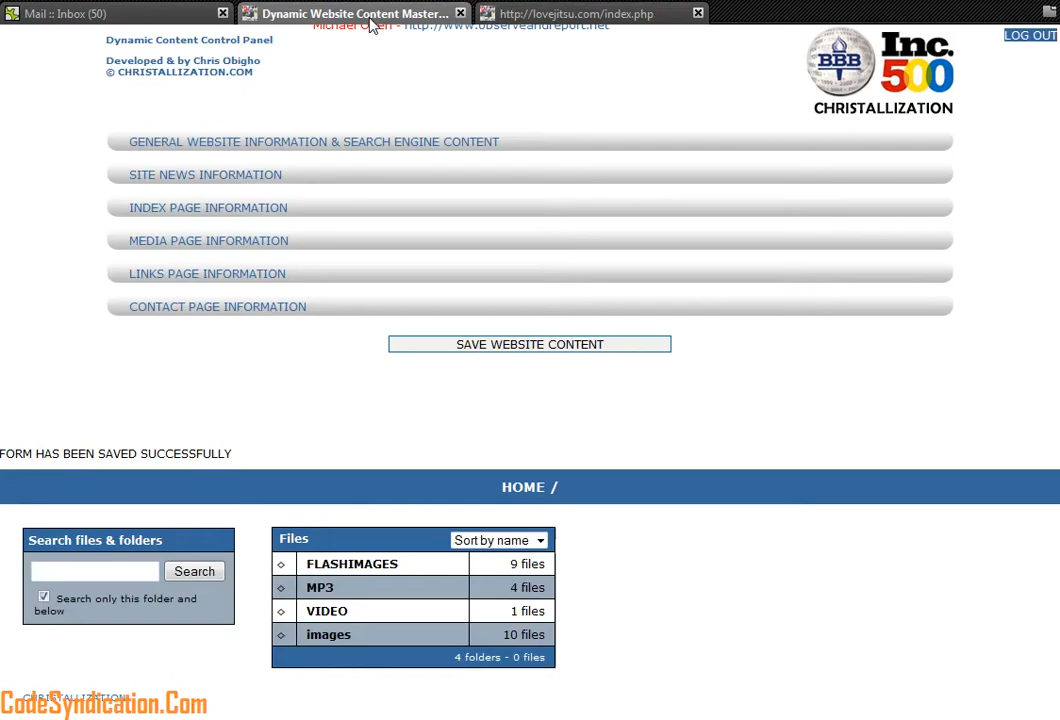 Mail :: Inbox (50)
Dynamic Website Content Master...
http://lovejitsu.com/index.php
http://www.observeandreport.net
LOG OUT
Dynamic Content Control Panel
Developed & by Chris Obigho
© CHRISTALLIZATION.COM
BBB
Inc.
500
CHRISTALLIZATION
GENERAL WEBSITE INFORMATION & SEARCH ENGINE CONTENT
SITE NEWS INFORMATION
INDEX PAGE INFORMATION
MEDIA PAGE INFORMATION
LINKS PAGE INFORMATION
CONTACT PAGE INFORMATION
SAVE WEBSITE CONTENT
FORM HAS BEEN SAVED SUCCESSFULLY
HOME /
Search files & folders
Search
Search only this folder and
below
Files
Sort by name
FLASHIMAGES 9 files
MP3 4 files
VIDEO 1 files
images 10 files
4 folders - 0 files
CHRISTALLIZATION
CodeSyndication.Com